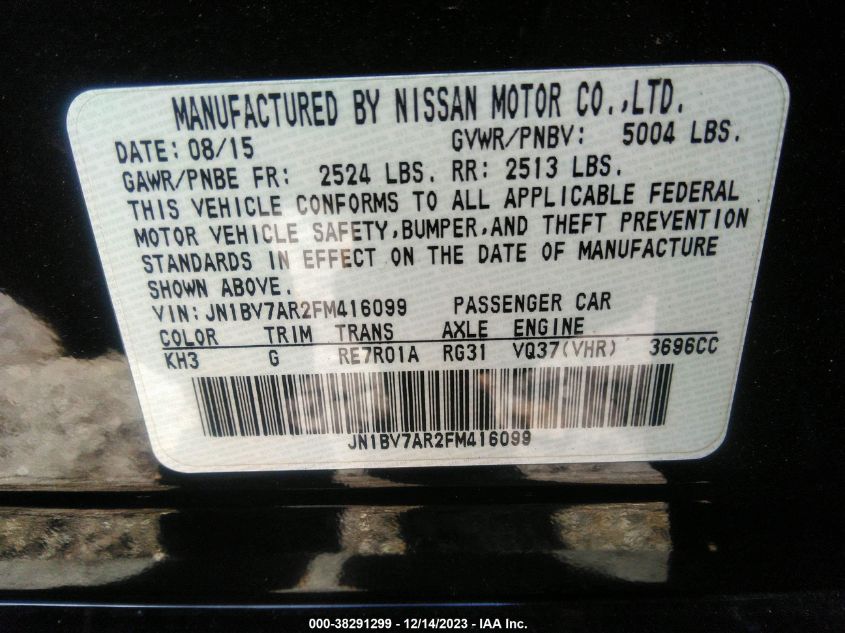 MANUFACTURED BY NISSAN MOTOR CO.,LTD.
DATE: 08/15 GVWR/PNBV: 5004 LBS.
GAWR/PNBE FR: 2524 LBS. RR: 2513 LBS.
THIS VEHICLE CONFORMS TO ALL APPLICABLE FEDERAL
MOTOR VEHICLE SAFETY,BUMPER,AND THEFT PREVENTION
STANDARDS IN EFFECT ON THE DATE OF MANUFACTURE
SHOWN ABOVE.
VIN: JN1BV7AR2FM416099 PASSENGER CAR
COLOR TRIM TRANS AXLE ENGINE
KH3 G RE7R01A RG31 VQ37(VHR) 3696CC
JN1BV7AR2FM416099
000-38291299 - 12/14/2023 - IAA Inc.